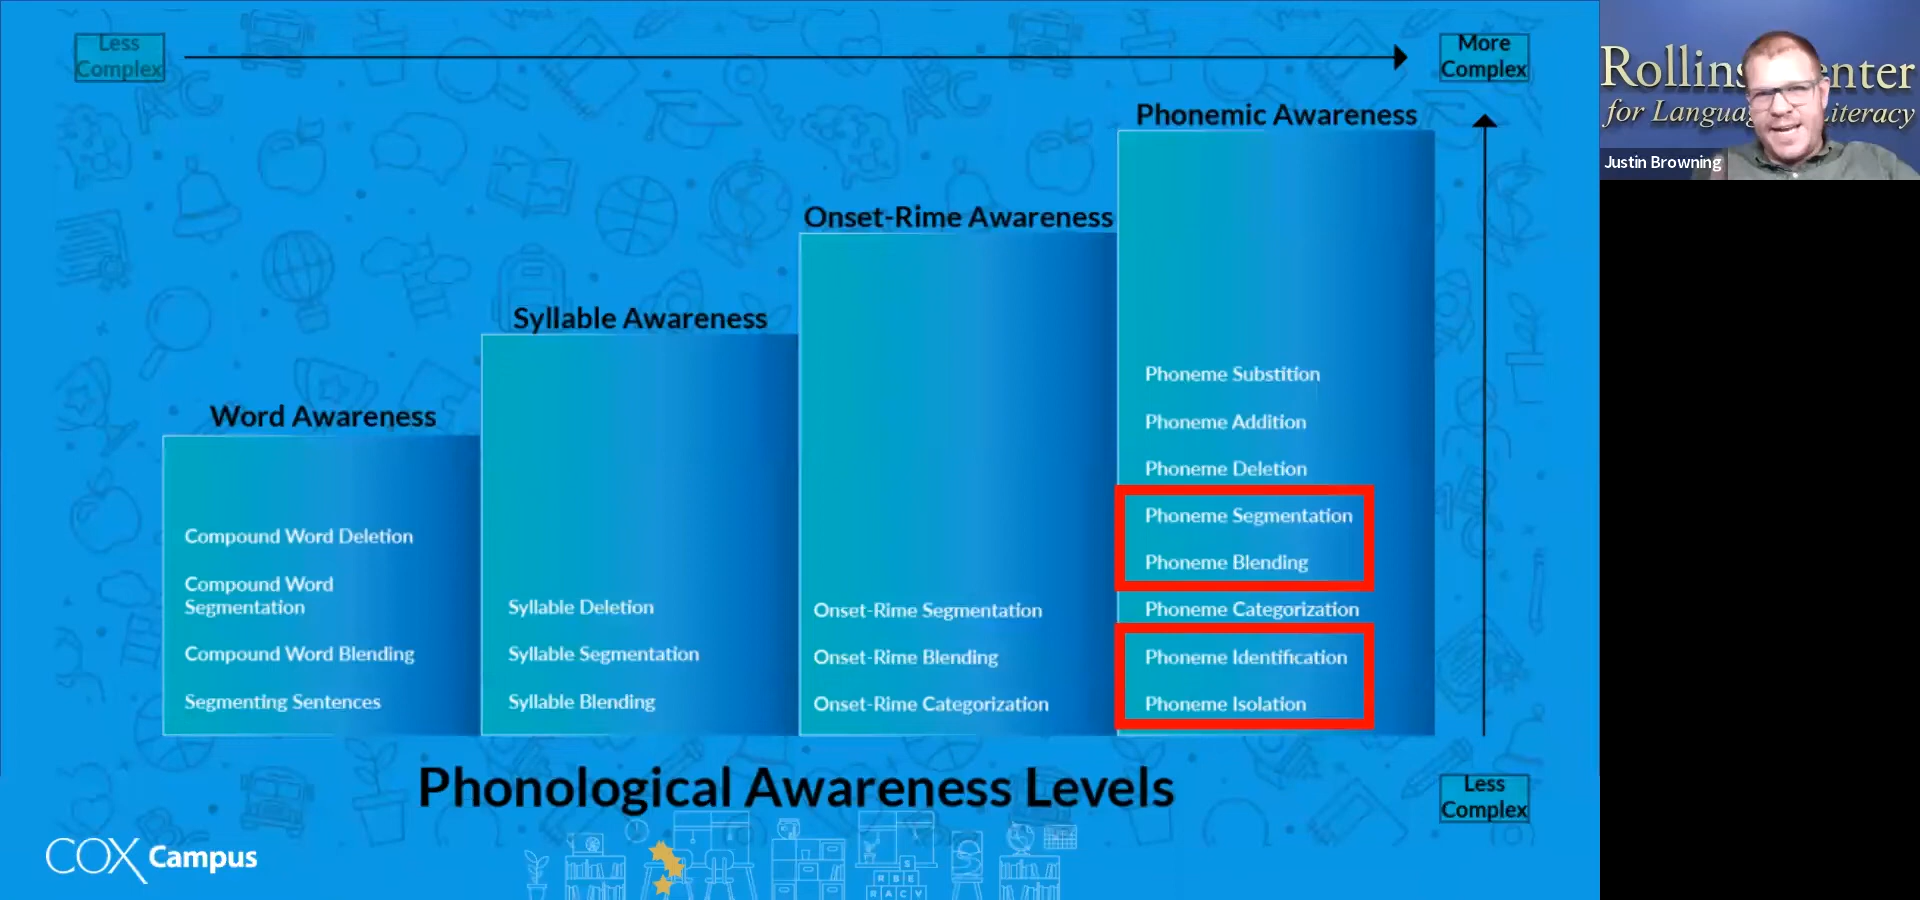 Less
Complex
More
Complex
Phonemic Awareness
Onset-Rime Awareness
Syllable Awareness
Word Awareness
Compound Word Deletion
Compound Word
Segmentation
Compound Word Blending
Segmenting Sentences
Syllable Deletion
Syllable Segmentation
Syllable Blending
Onset-Rime Segmentation
Onset-Rime Blending
Onset-Rime Categorization
Phoneme Substition
Phoneme Addition
Phoneme Deletion
Phoneme Segmentation
Phoneme Blending
Phoneme Categorization
Phoneme Identification
Phoneme Isolation
Phonological Awareness Levels
Less
Complex
COX Campus
Rollins enter
for Langua iteracy
Justin Browning